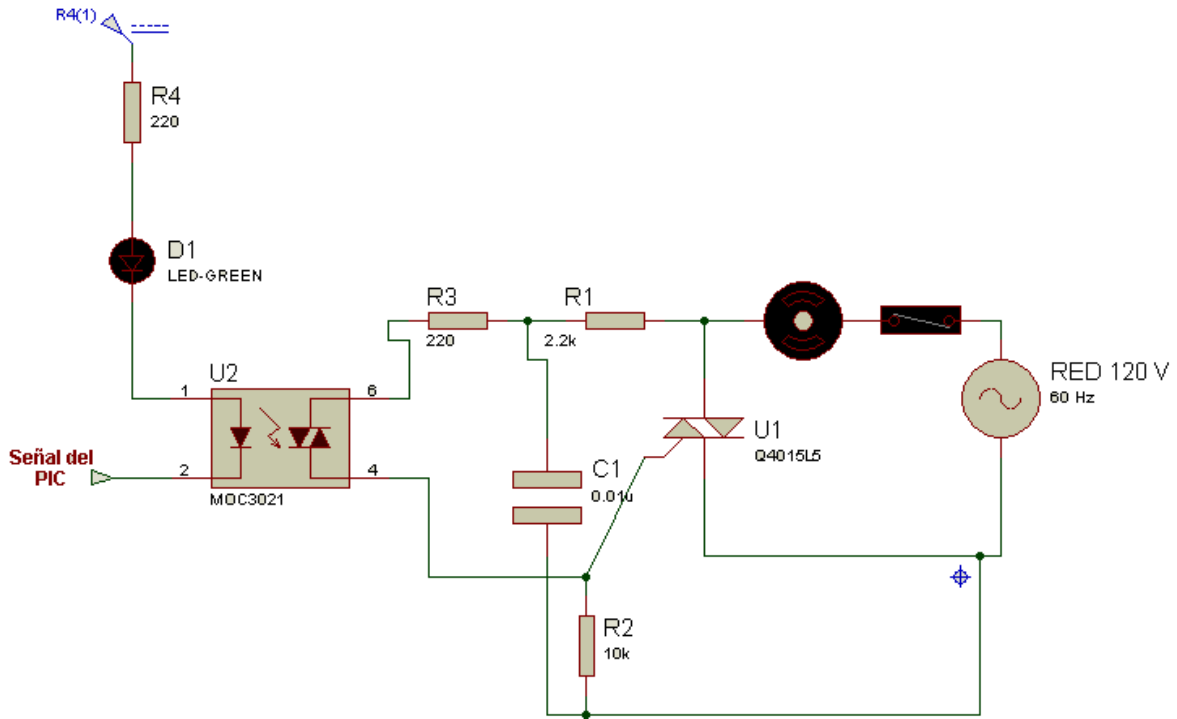 R4(1)
R4
220
D1
LED-GREEN
R3
220
R1
2.2k
RED 120 V
60 Hz
U2
1
6
2
4
MOC3021
Señal del
PIC
U1
Q4015L5
C1
0.01u
R2
10k